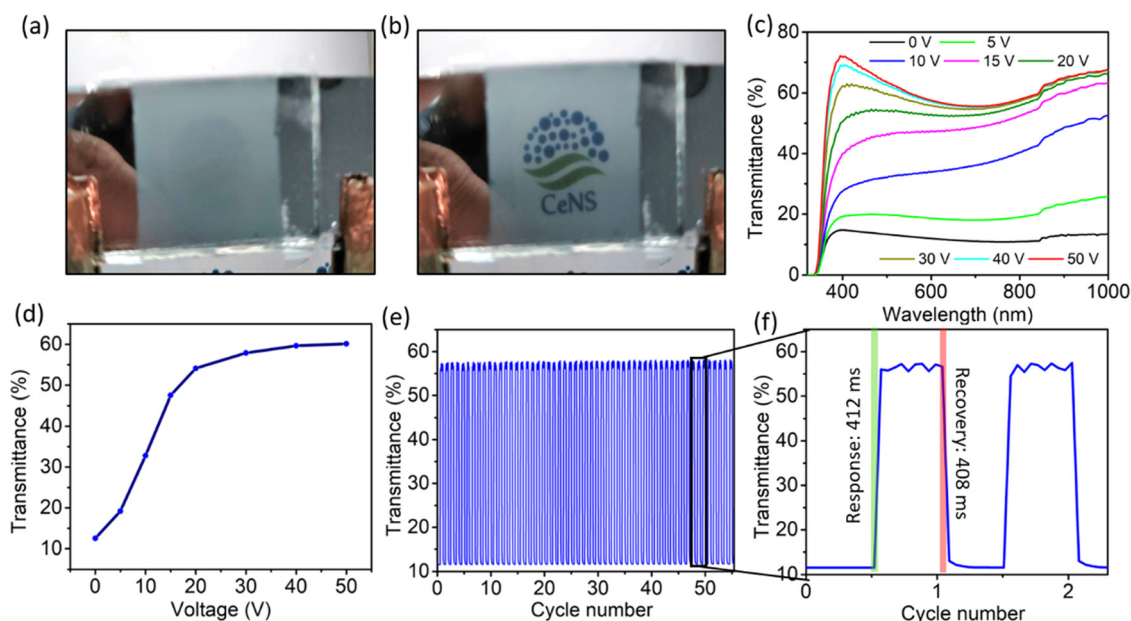 (a)
(b)
CeNS
(c)
80
60
40
20
0
Transmittance (%)
0 V 5 V
10 V 15 V 20 V
30 V 40 V 50 V
400 600 800 1000
Wavelength (nm)
(d)
60
50
40
30
20
10
Transmittance (%)
0 10 20 30 40 50
Voltage (V)
(e)
60
50
40
30
20
10
Transmittance (%)
0 10 20 30 40 50
Cycle number
(f)
60
50
40
30
20
10
Transmittance (%)
Response: 412 ms
Recovery: 408 ms
0 1 2
Cycle number